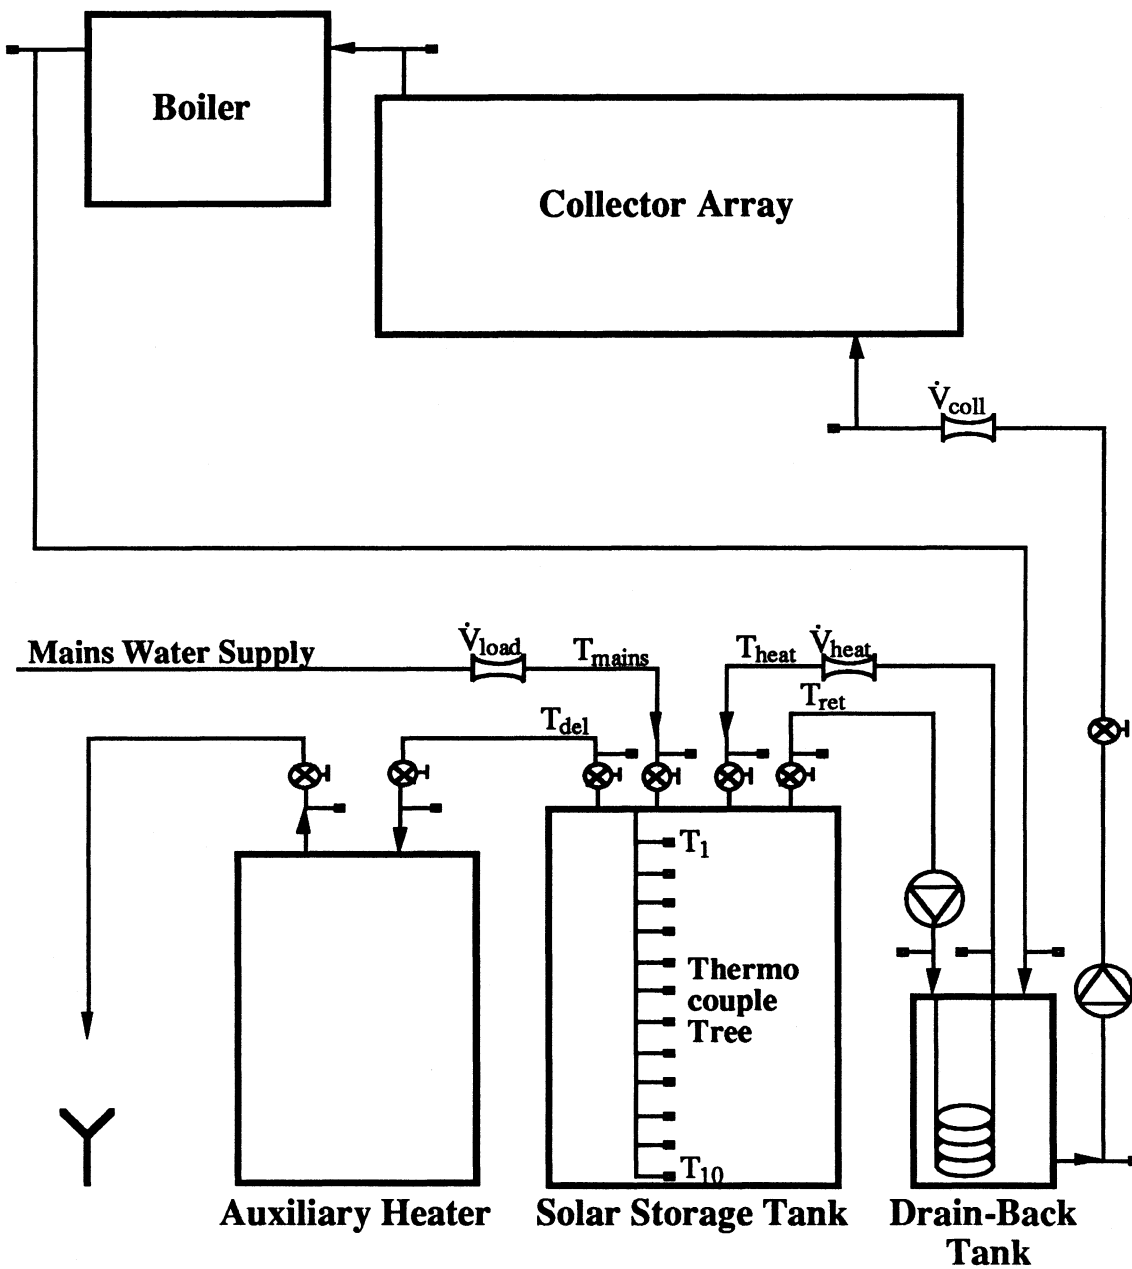 Boiler
Collector Array
V̇coll
Mains Water Supply
V̇load
Tmains
Theat
V̇heat
Tret
Tdel
T1
Thermo
couple
Tree
T10
Auxiliary Heater
Solar Storage Tank
Drain-Back
Tank